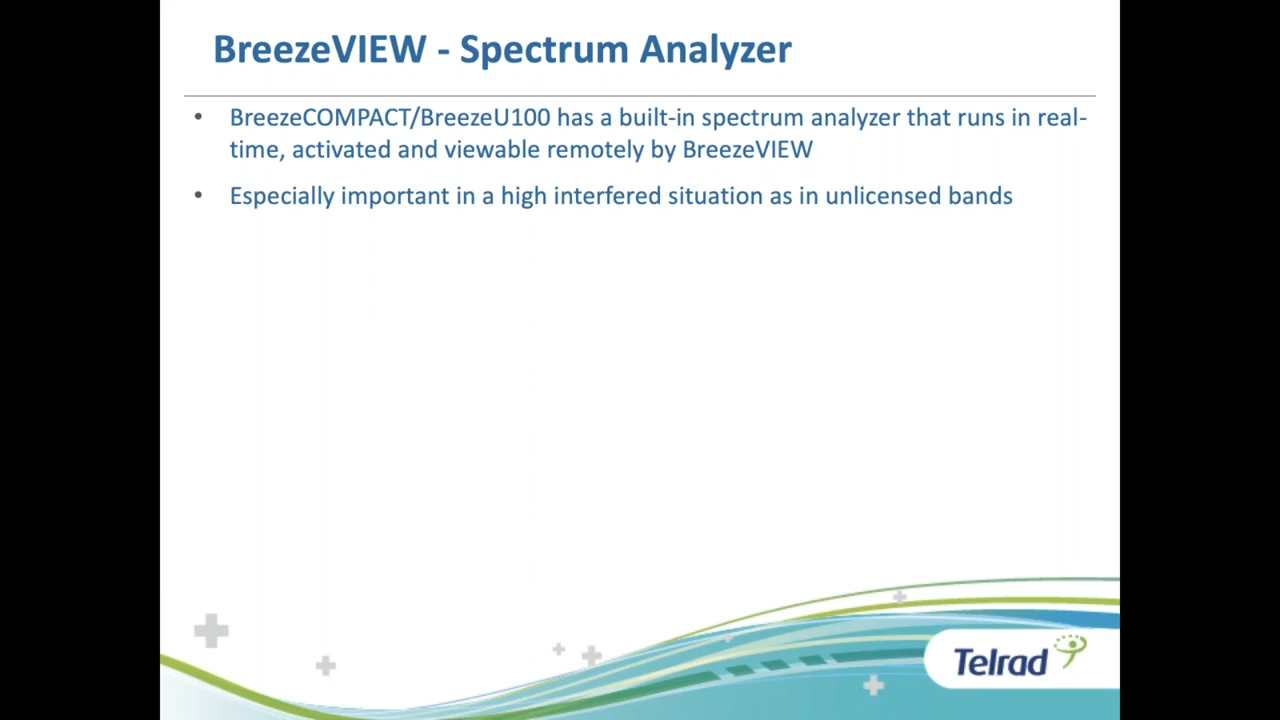 BreezeVIEW - Spectrum Analyzer
• BreezeCOMPACT/BreezeU100 has a built-in spectrum analyzer that runs in real-
time, activated and viewable remotely by BreezeVIEW
• Especially important in a high interfered situation as in unlicensed bands
Telrad